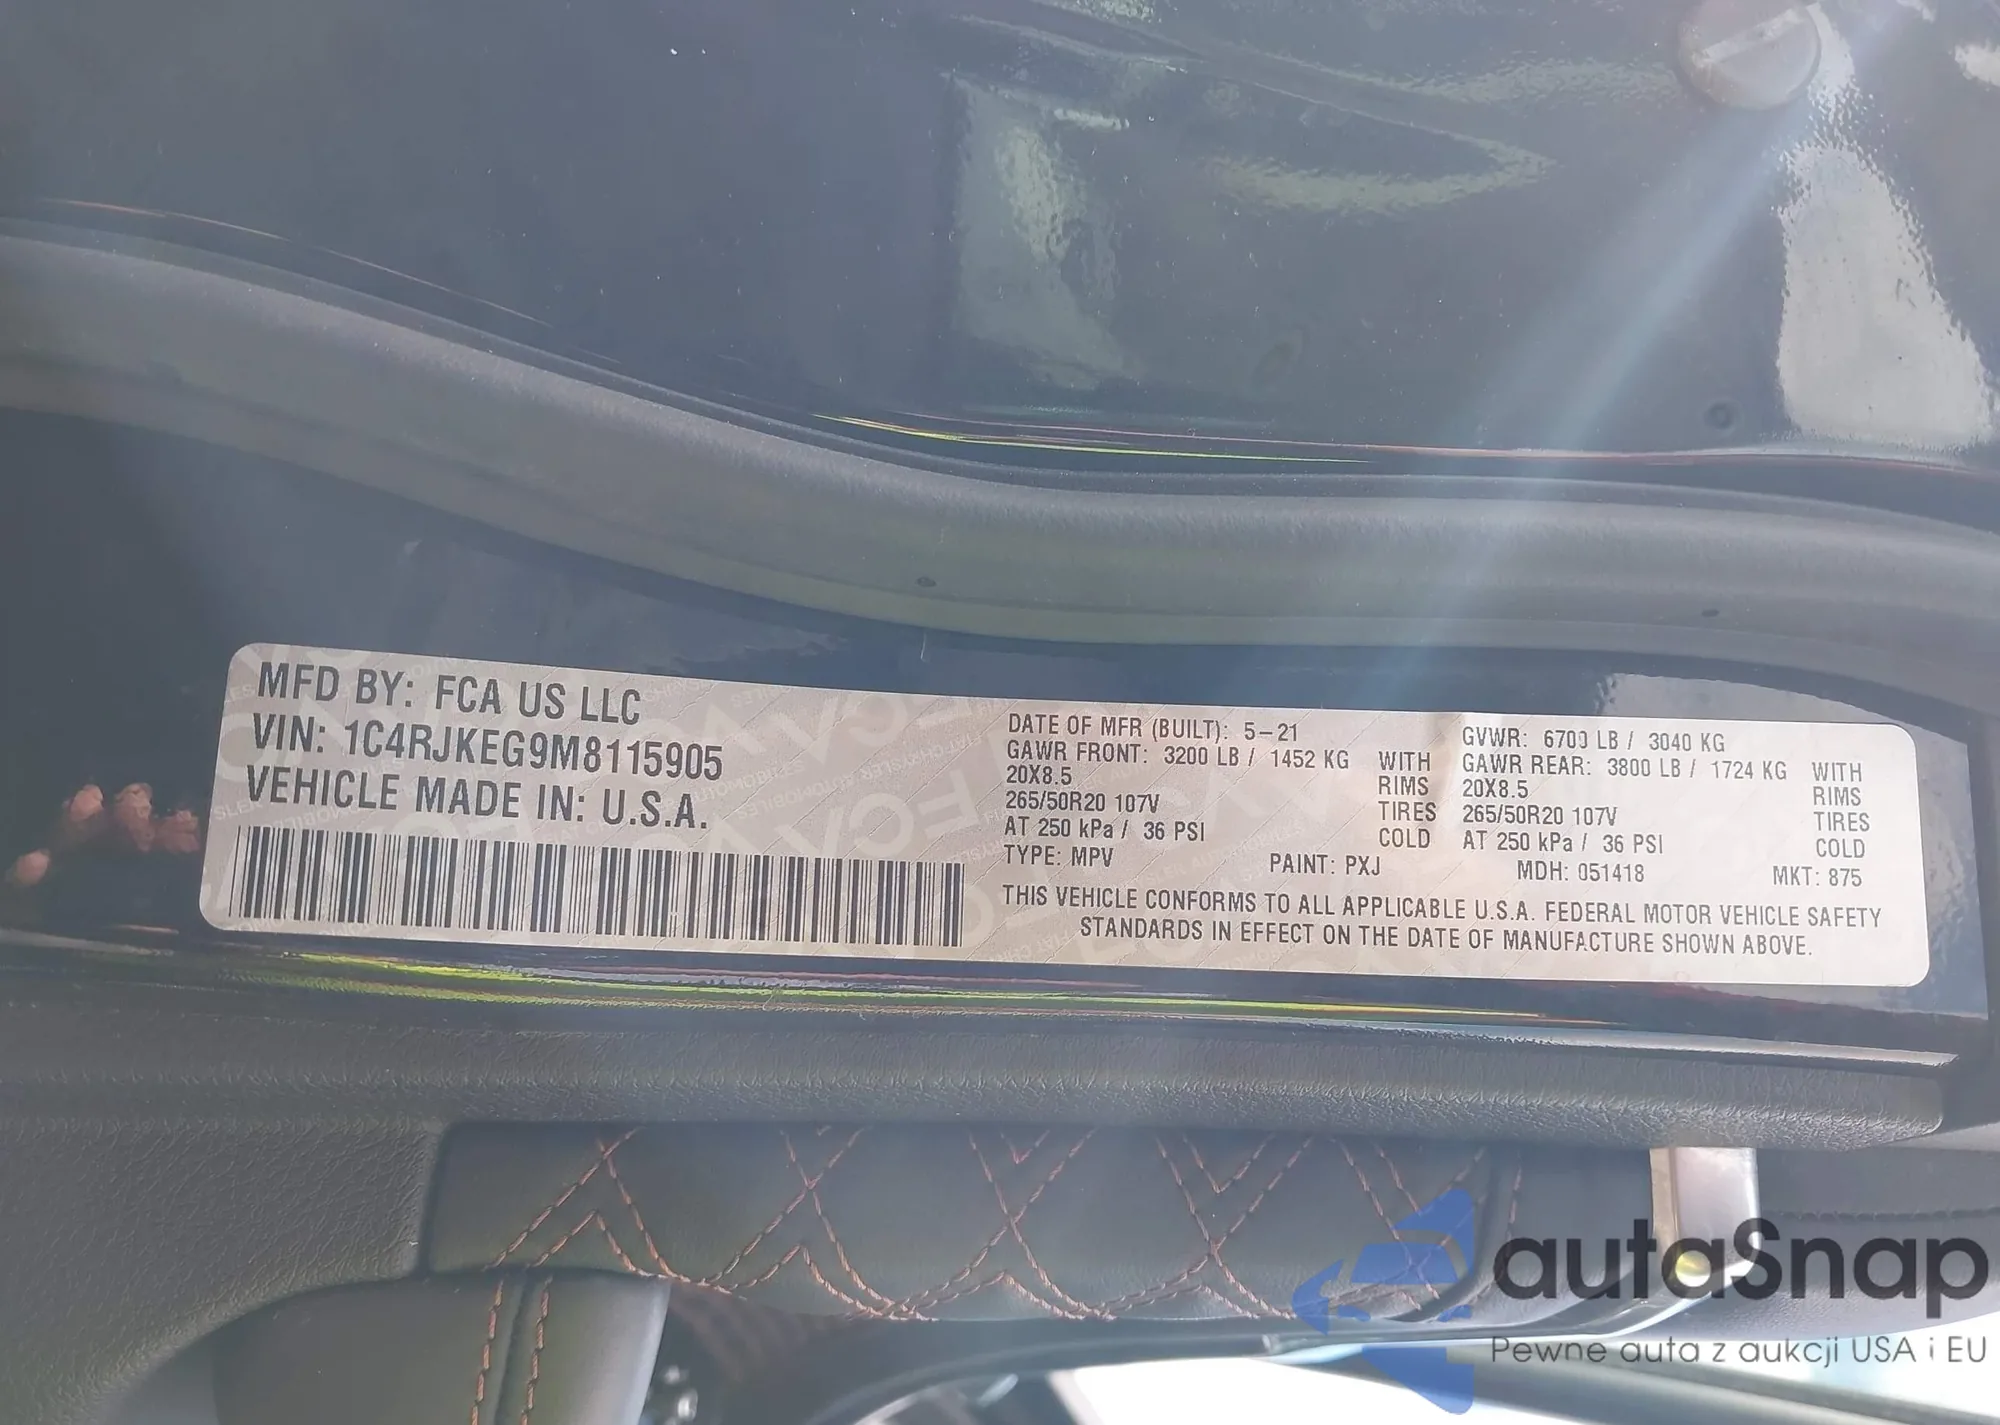 MFD BY: FCA US LLC
VIN: 1C4RJKEG9M8115905
VEHICLE MADE IN: U.S.A.
DATE OF MFR (BUILT): 5-21
GAWR FRONT: 3200 LB / 1452 KG WITH
20X8.5 RIMS
265/50R20 107V TIRES
AT 250 kPa / 36 PSI COLD
GVWR: 6700 LB / 3040 KG
GAWR REAR: 3800 LB / 1724 KG WITH
20X8.5 RIMS
265/50R20 107V TIRES
AT 250 kPa / 36 PSI COLD
TYPE: MPV PAINT: PXJ MDH: 051418 MKT: 875
THIS VEHICLE CONFORMS TO ALL APPLICABLE U.S.A. FEDERAL MOTOR VEHICLE SAFETY
STANDARDS IN EFFECT ON THE DATE OF MANUFACTURE SHOWN ABOVE.
autaSnap
Pewne auta z aukcji USA i EU